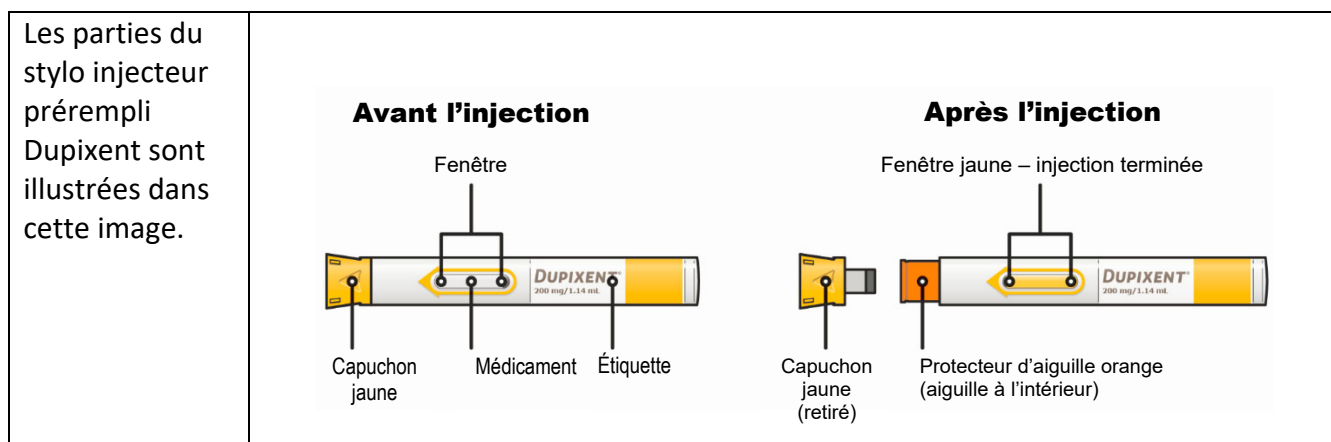 Les parties du
stylo injecteur
prérempli
Dupixent sont
illustrées dans
cette image.
Avant l’injection
Fenêtre
DUPIXENT®
200 mg/1.14 mL
Capuchon
jaune
Médicament
Étiquette
Après l’injection
Fenêtre jaune – injection terminée
DUPIXENT®
200 mg/1.14 mL
Capuchon
jaune
(retiré)
Protecteur d’aiguille orange
(aiguille à l’intérieur)